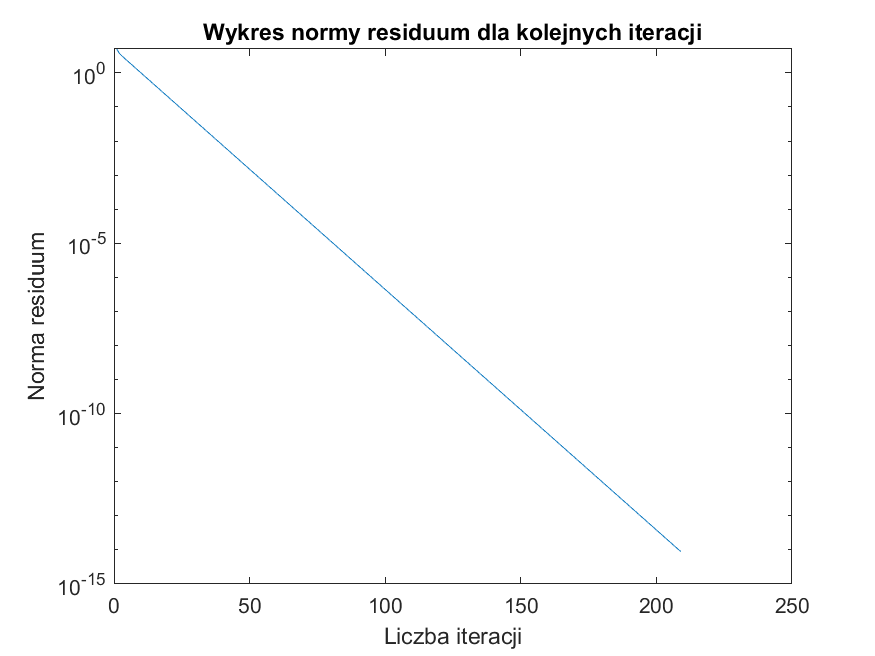 Wykres normy residuum dla kolejnych iteracji
Norma residuum
10^0
10^-5
10^-10
10^-15
0 50 100 150 200 250
Liczba iteracji